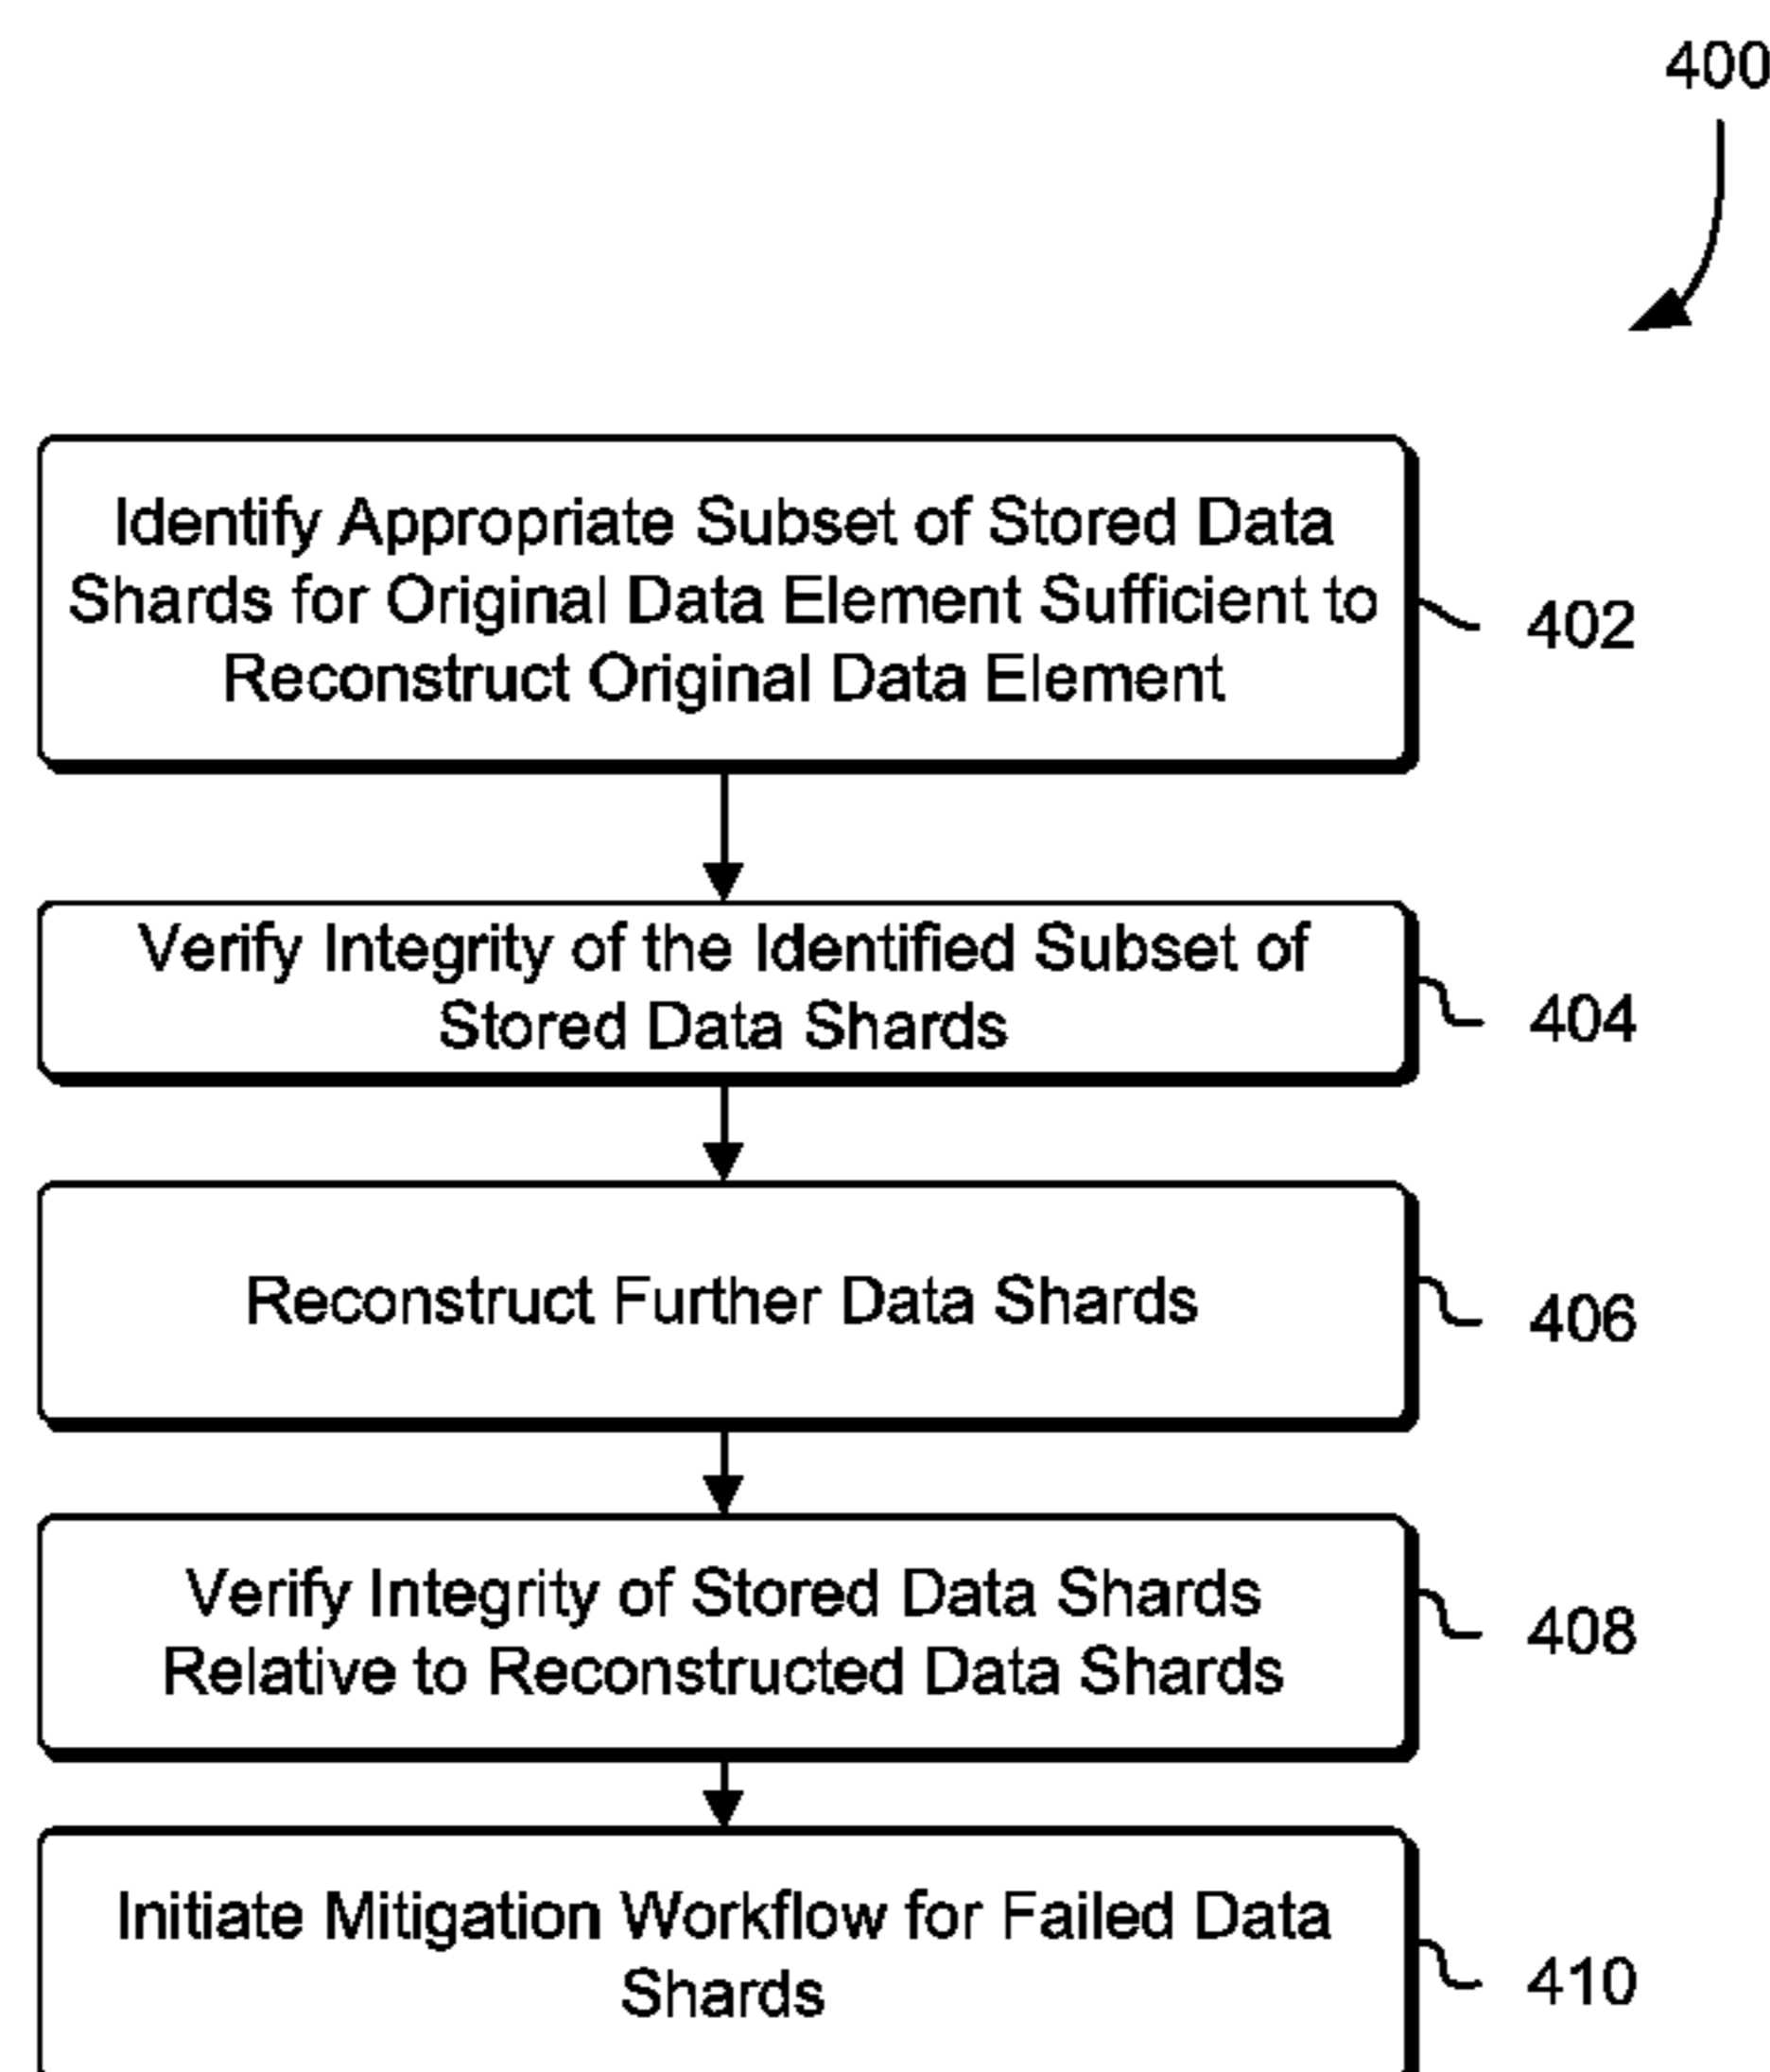 400
Identify Appropriate Subset of Stored Data
Shards for Original Data Element Sufficient to
Reconstruct Original Data Element
402
Verify Integrity of the Identified Subset of
Stored Data Shards
404
Reconstruct Further Data Shards
406
Verify Integrity of Stored Data Shards
Relative to Reconstructed Data Shards
408
Initiate Mitigation Workflow for Failed Data
Shards
410